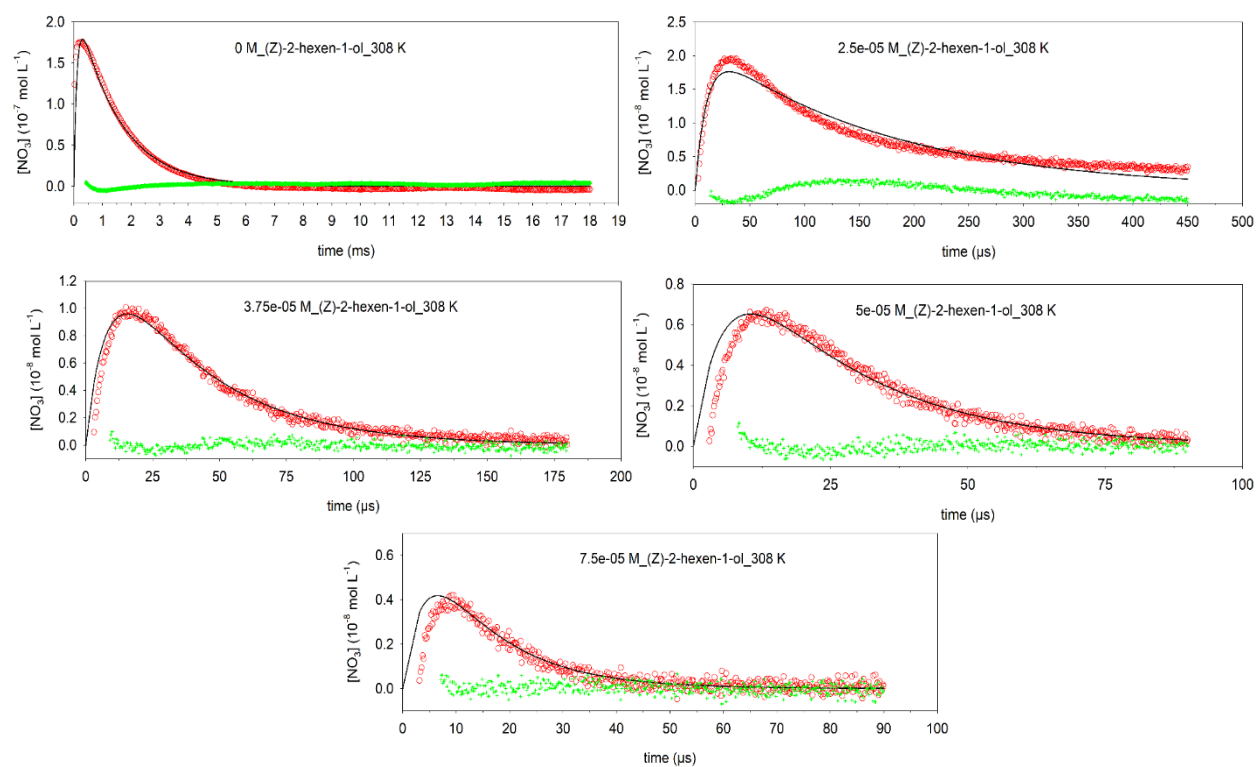 0 M_(Z)-2-hexen-1-ol_308 K
[NO3] (10⁻⁷ mol L⁻¹)
2.0
1.5
1.0
0.5
0.0
0 1 2 3 4 5 6 7 8 9 10 11 12 13 14 15 16 17 18 19
time (ms)
2.5e-05 M_(Z)-2-hexen-1-ol_308 K
[NO3] (10⁻⁸ mol L⁻¹)
2.5
2.0
1.5
1.0
0.5
0.0
0 50 100 150 200 250 300 350 400 450 500
time (µs)
3.75e-05 M_(Z)-2-hexen-1-ol_308 K
[NO3] (10⁻⁸ mol L⁻¹)
1.2
1.0
0.8
0.6
0.4
0.2
0.0
0 25 50 75 100 125 150 175 200
time (µs)
5e-05 M_(Z)-2-hexen-1-ol_308 K
[NO3] (10⁻⁸ mol L⁻¹)
0.8
0.6
0.4
0.2
0.0
0 25 50 75 100
time (µs)
7.5e-05 M_(Z)-2-hexen-1-ol_308 K
[NO3] (10⁻⁸ mol L⁻¹)
0.6
0.4
0.2
0.0
0 10 20 30 40 50 60 70 80 90 100
time (µs)